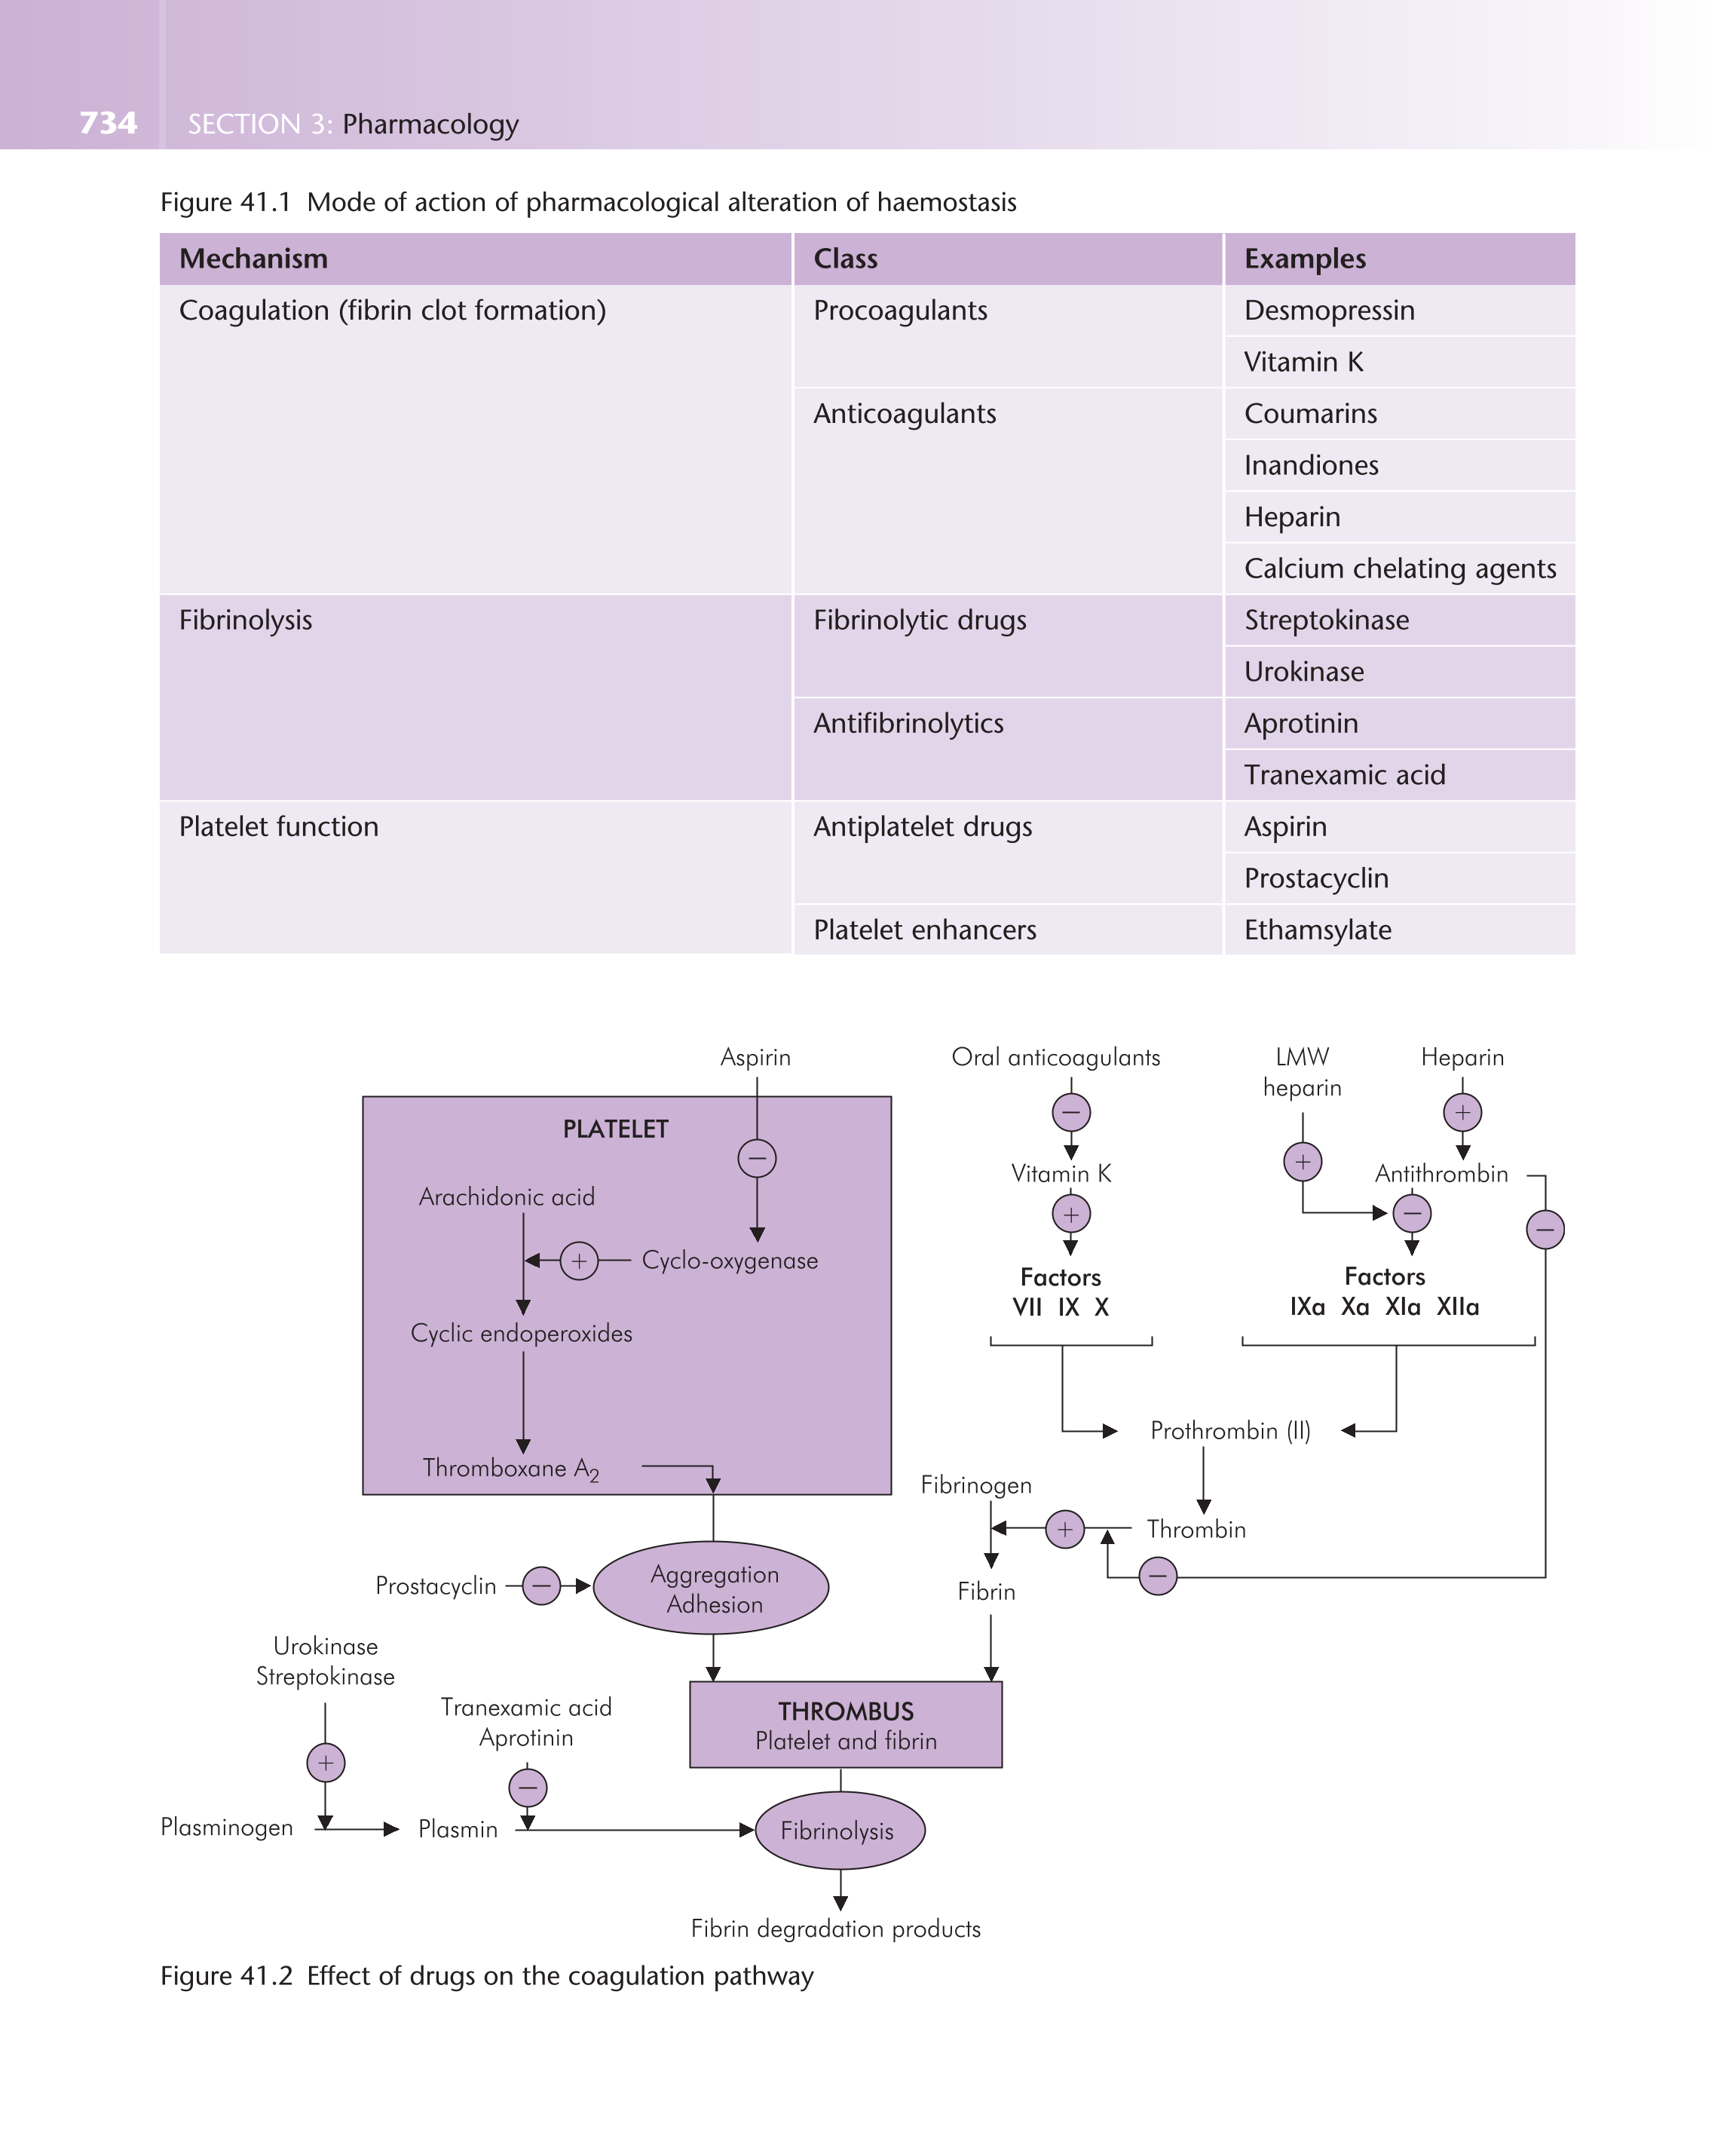 734 SECTION 3: Pharmacology
Figure 41.1 Mode of action of pharmacological alteration of haemostasis
Mechanism Class Examples
Coagulation (fibrin clot formation) Procoagulants Desmopressin
Vitamin K
Anticoagulants Coumarins
Inandiones
Heparin
Calcium chelating agents
Fibrinolysis Fibrinolytic drugs Streptokinase
Urokinase
Antifibrinolytics Aprotinin
Tranexamic acid
Platelet function Antiplatelet drugs Aspirin
Prostacyclin
Platelet enhancers Ethamsylate
Aspirin
PLATELET
−
Arachidonic acid
+ Cyclo-oxygenase
Cyclic endoperoxides
Thromboxane A2
Oral anticoagulants
−
Vitamin K
+
Factors
VII IX X
LMW
heparin
+
Heparin
+
Antithrombin
−
−
Factors
IXa Xa XIa XIIa
Prothrombin (II)
Fibrinogen
+ Thrombin
−
Fibrin
Prostacyclin −
Aggregation
Adhesion
Urokinase
Streptokinase
+
Tranexamic acid
Aprotinin
−
THROMBUS
Platelet and fibrin
Plasminogen Plasmin Fibrinolysis
Fibrin degradation products
Figure 41.2 Effect of drugs on the coagulation pathway